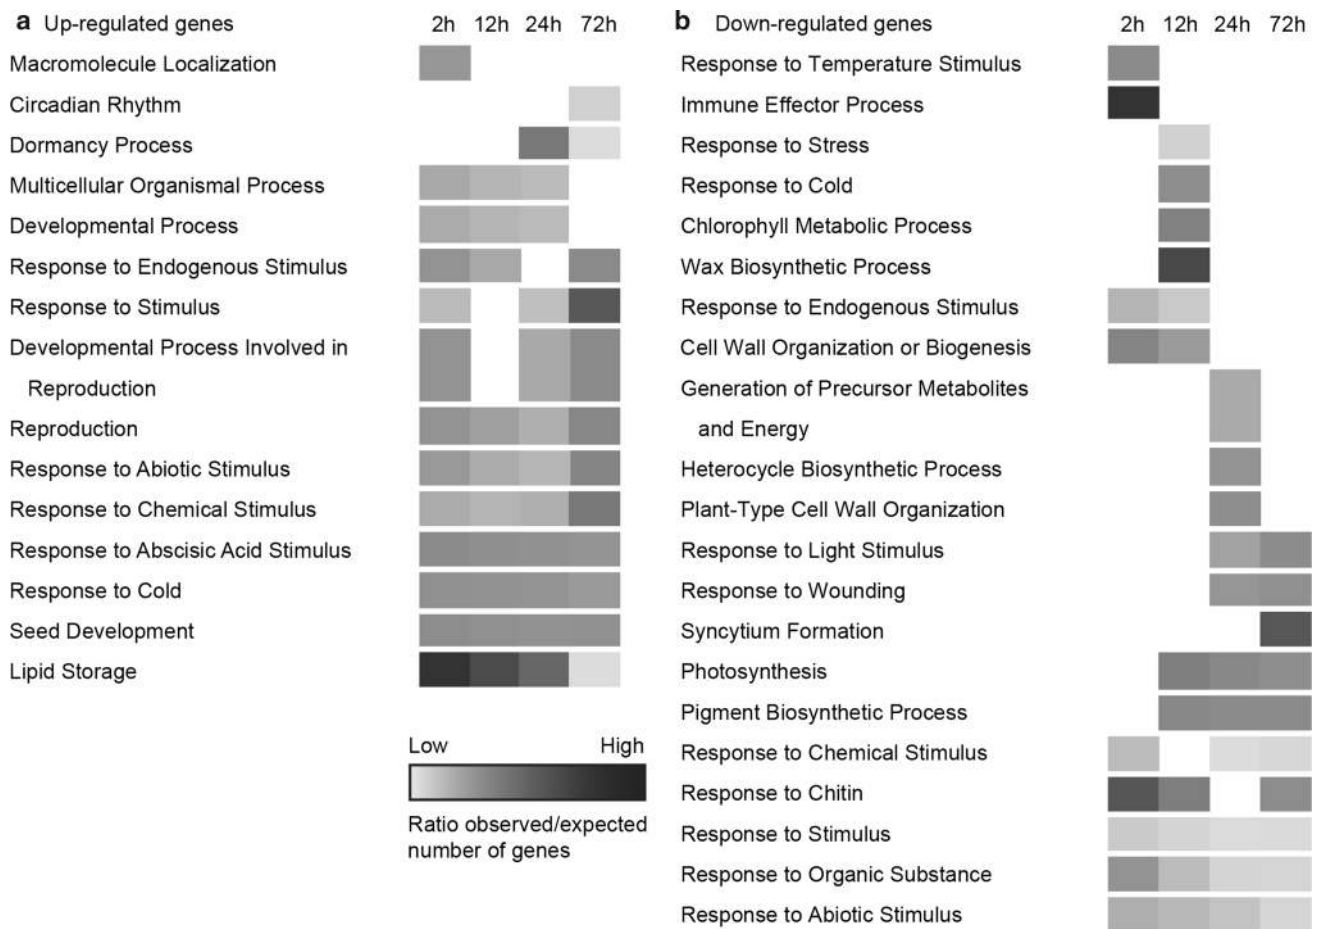 a Up-regulated genes 2h 12h 24h 72h
Macromolecule Localization
Circadian Rhythm
Dormancy Process
Multicellular Organismal Process
Developmental Process
Response to Endogenous Stimulus
Response to Stimulus
Developmental Process Involved in
Reproduction
Reproduction
Response to Abiotic Stimulus
Response to Chemical Stimulus
Response to Abscisic Acid Stimulus
Response to Cold
Seed Development
Lipid Storage
Low High
Ratio observed/expected
number of genes
b Down-regulated genes 2h 12h 24h 72h
Response to Temperature Stimulus
Immune Effector Process
Response to Stress
Response to Cold
Chlorophyll Metabolic Process
Wax Biosynthetic Process
Response to Endogenous Stimulus
Cell Wall Organization or Biogenesis
Generation of Precursor Metabolites
and Energy
Heterocycle Biosynthetic Process
Plant-Type Cell Wall Organization
Response to Light Stimulus
Response to Wounding
Syncytium Formation
Photosynthesis
Pigment Biosynthetic Process
Response to Chemical Stimulus
Response to Chitin
Response to Stimulus
Response to Organic Substance
Response to Abiotic Stimulus